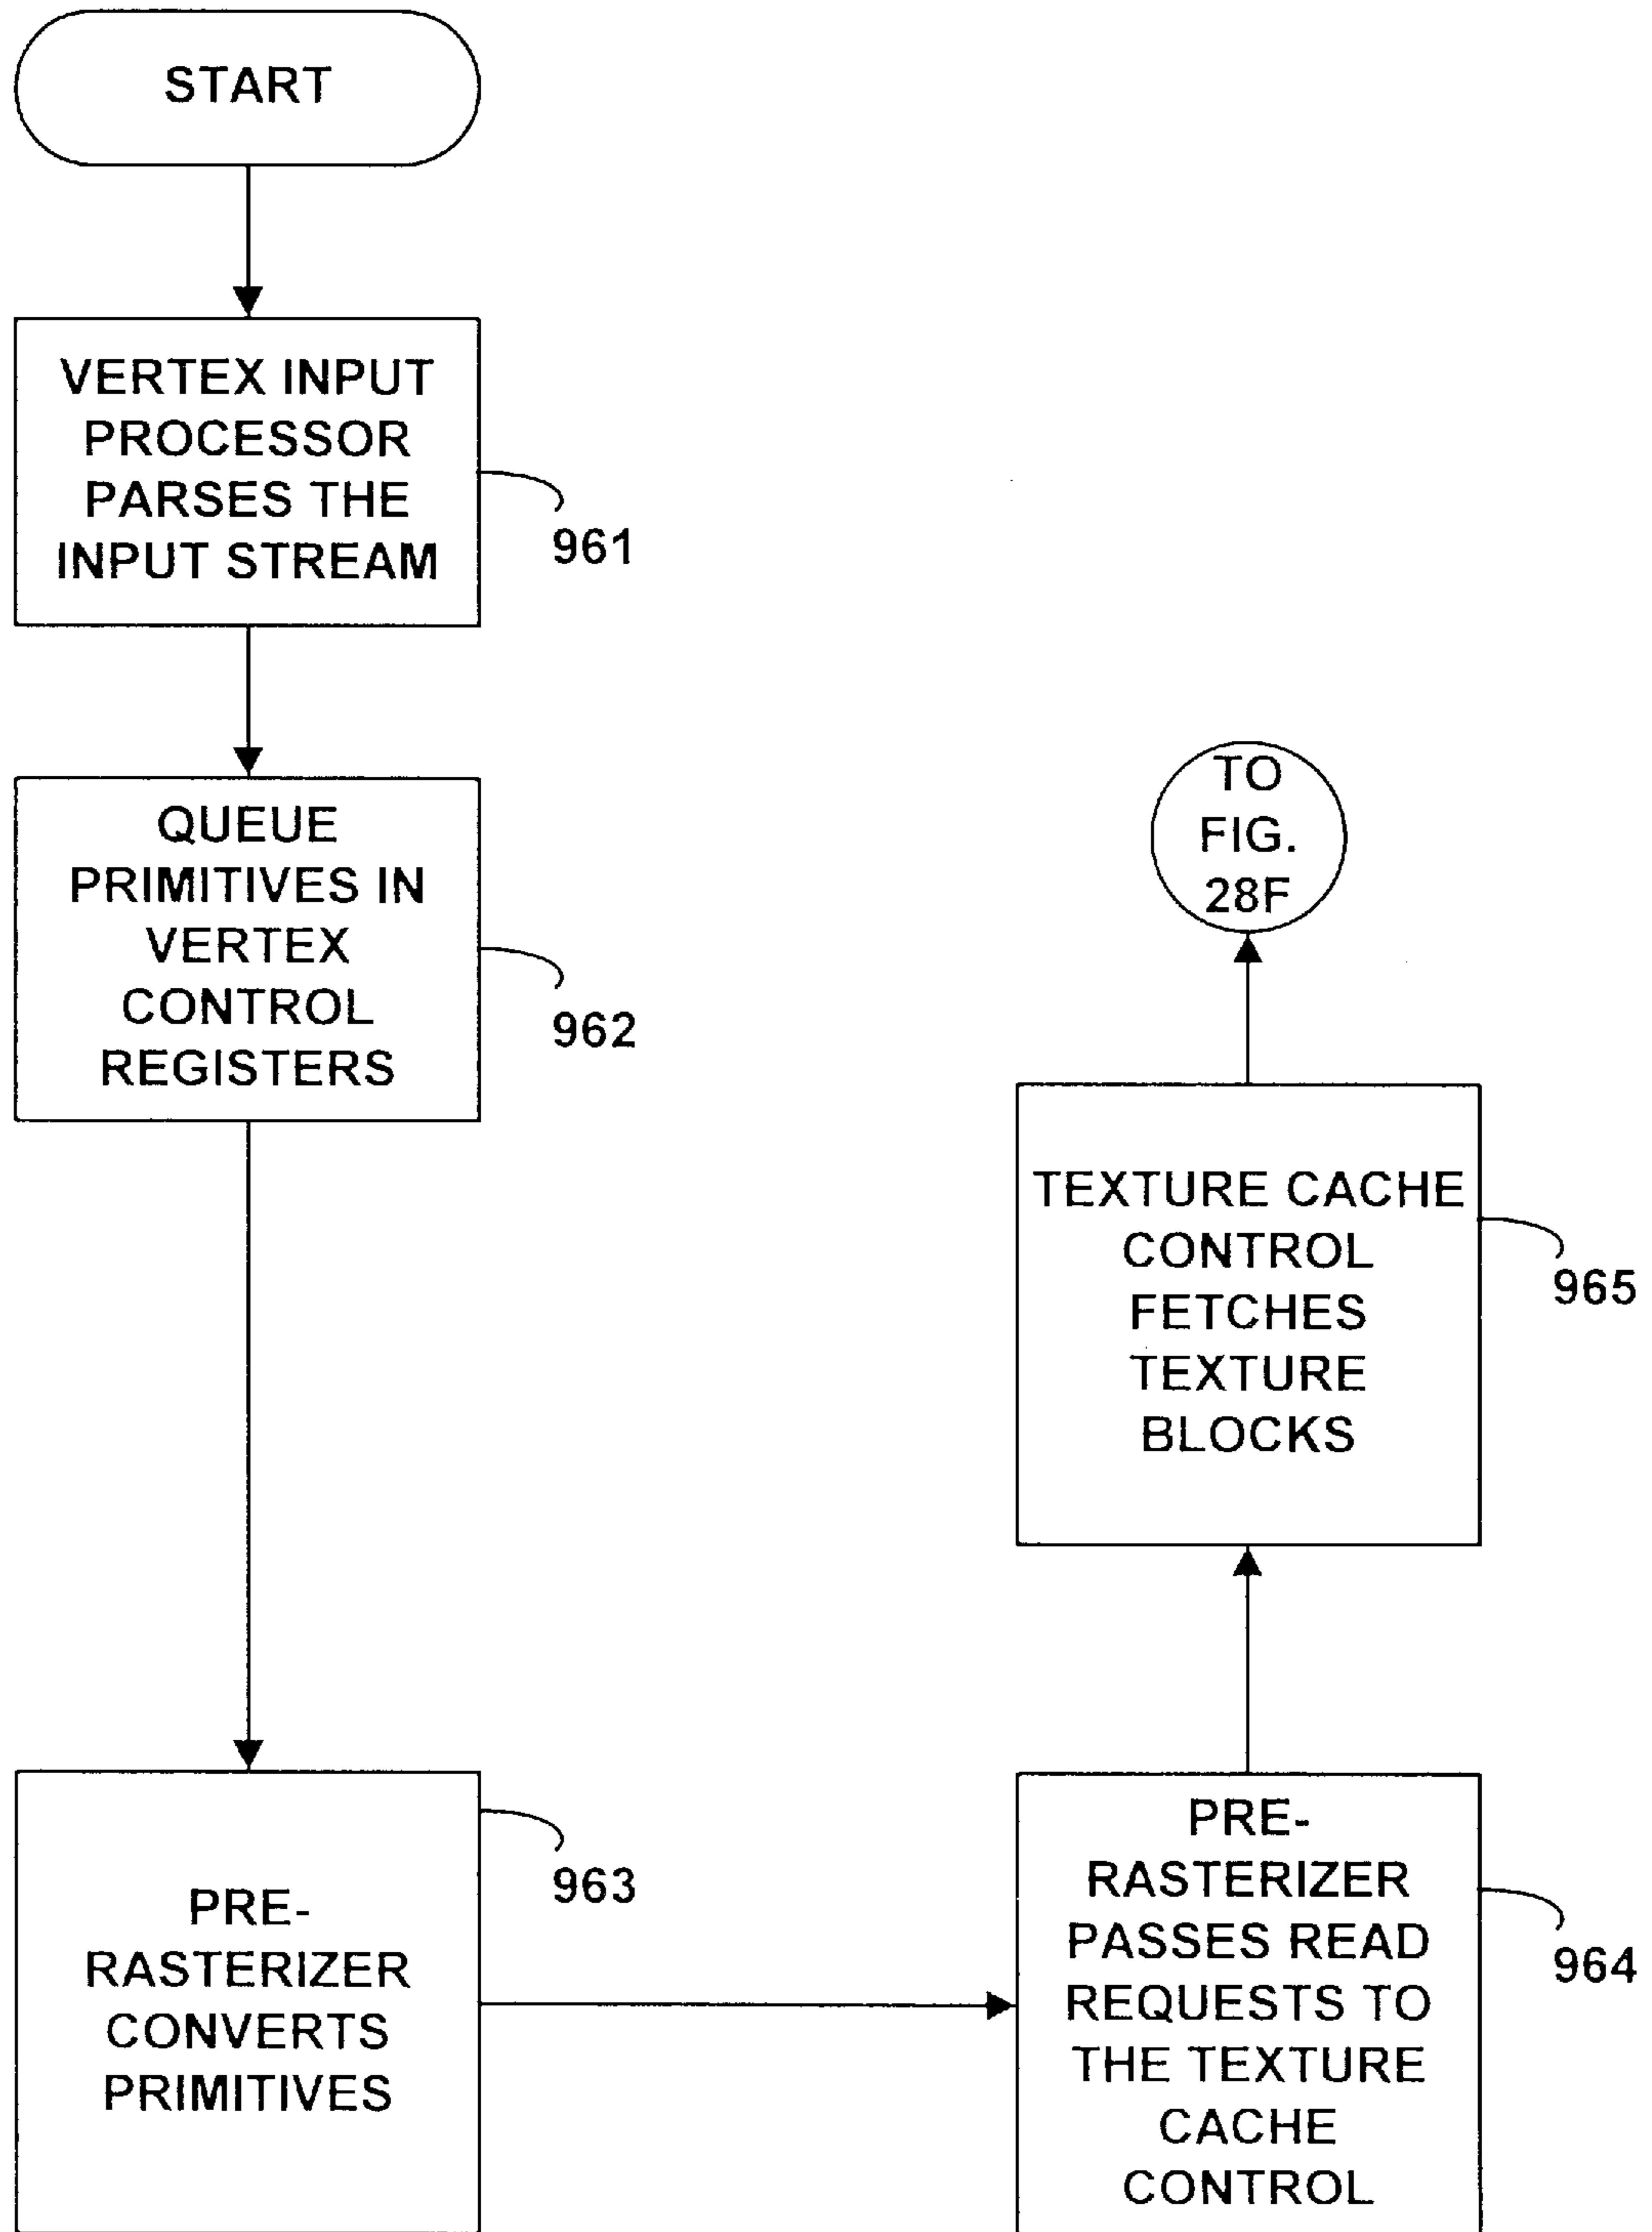 START
VERTEX INPUT
PROCESSOR
PARSES THE
INPUT STREAM
961
QUEUE
PRIMITIVES IN
VERTEX
CONTROL
REGISTERS
962
PRE-
RASTERIZER
CONVERTS
PRIMITIVES
963
PRE-
RASTERIZER
PASSES READ
REQUESTS TO
THE TEXTURE
CACHE
CONTROL
964
TEXTURE CACHE
CONTROL
FETCHES
TEXTURE
BLOCKS
965
TO
FIG.
28F